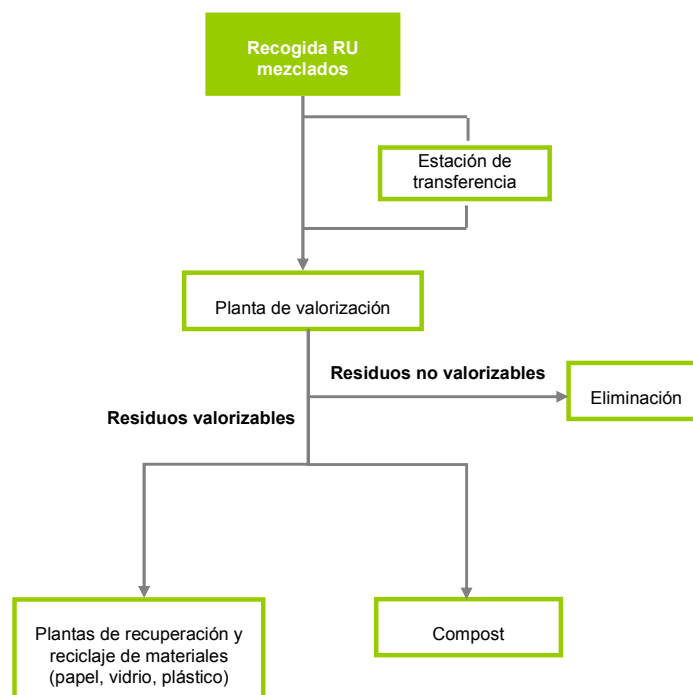 Recogida RU
mezclados
Estación de
transferencia
Planta de valorización
Residuos no valorizables
Eliminación
Residuos valorizables
Plantas de recuperación y
reciclaje de materiales
(papel, vidrio, plástico)
Compost